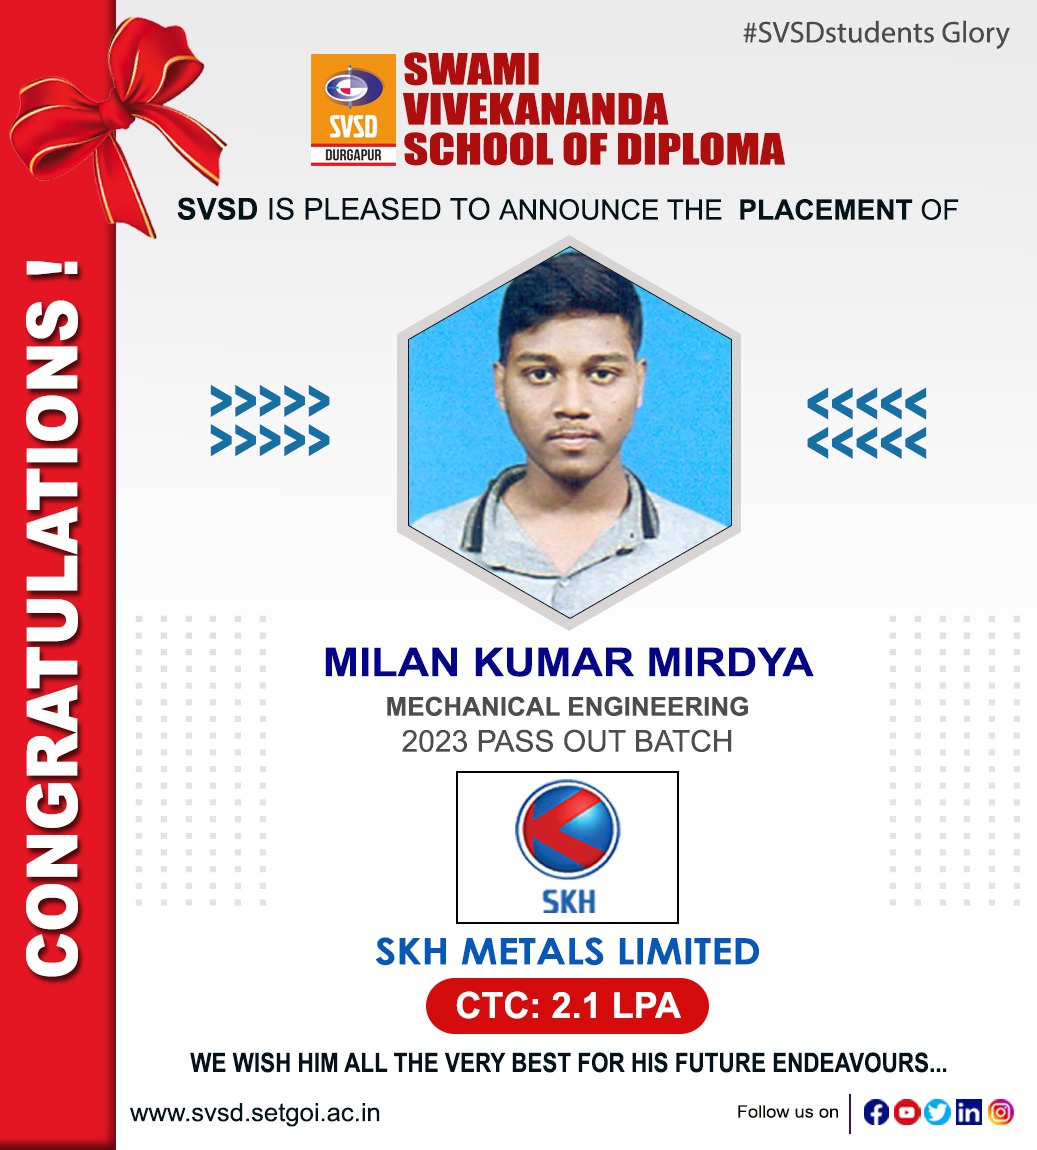 #SVSDstudents Glory
SVSD
DURGAPUR
SWAMI
VIVEKANANDA
SCHOOL OF DIPLOMA
SVSD IS PLEASED TO ANNOUNCE THE PLACEMENT OF
CONGRATULATIONS !
>>>>> <<<<<
>>>>> <<<<<
MILAN KUMAR MIRDYA
MECHANICAL ENGINEERING
2023 PASS OUT BATCH
SKH
SKH METALS LIMITED
CTC: 2.1 LPA
WE WISH HIM ALL THE VERY BEST FOR HIS FUTURE ENDEAVOURS...
www.svsd.setgoi.ac.in
Follow us on